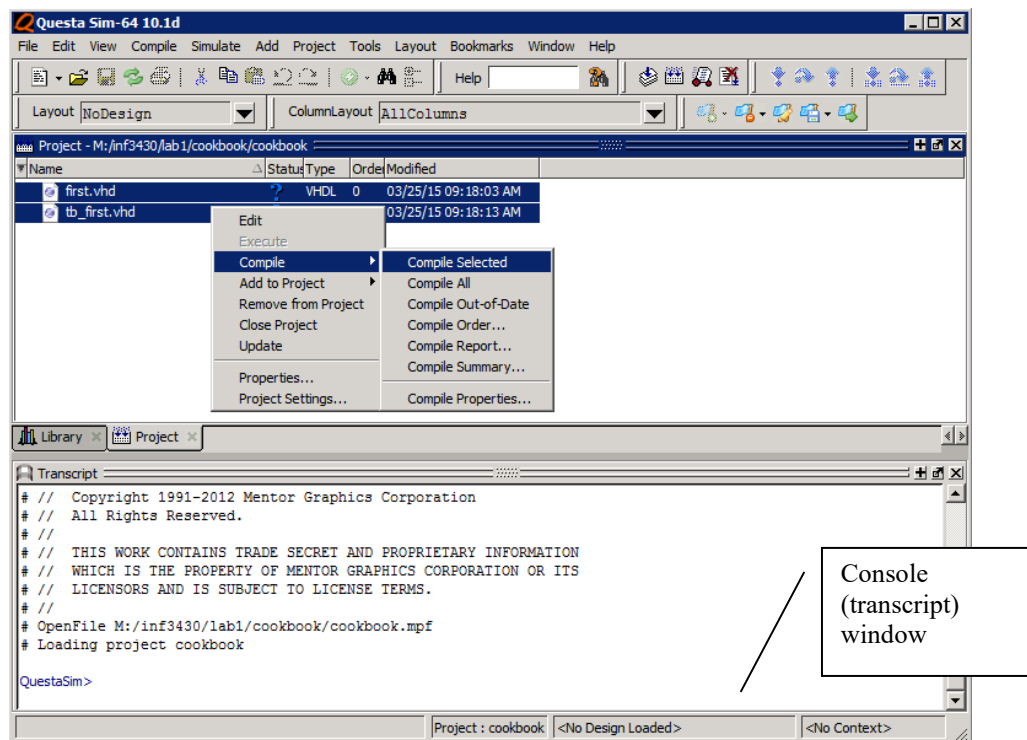 Questa Sim-64 10.1d
File Edit View Compile Simulate Add Project Tools Layout Bookmarks Window Help
Help
Layout NoDesign ColumnLayout AllColumns
Project - M:/inf3430/lab1/cookbook/cookbook
Name Status Type Order Modified
first.vhd ? VHDL 0 03/25/15 09:18:03 AM
tb_first.vhd 03/25/15 09:18:13 AM
Edit
Execute
Compile Compile Selected
Add to Project Compile All
Remove from Project Compile Out-of-Date
Close Project Compile Order...
Update Compile Report...
Compile Summary...
Properties...
Project Settings... Compile Properties...
Library Project
Transcript
# // Copyright 1991-2012 Mentor Graphics Corporation
# // All Rights Reserved.
# //
# // THIS WORK CONTAINS TRADE SECRET AND PROPRIETARY INFORMATION
# // WHICH IS THE PROPERTY OF MENTOR GRAPHICS CORPORATION OR ITS
# // LICENSORS AND IS SUBJECT TO LICENSE TERMS.
# //
# OpenFile M:/inf3430/lab1/cookbook/cookbook.mpf
# Loading project cookbook
QuestaSim>
Console
(transcript)
window
Project : cookbook <No Design Loaded> <No Context>